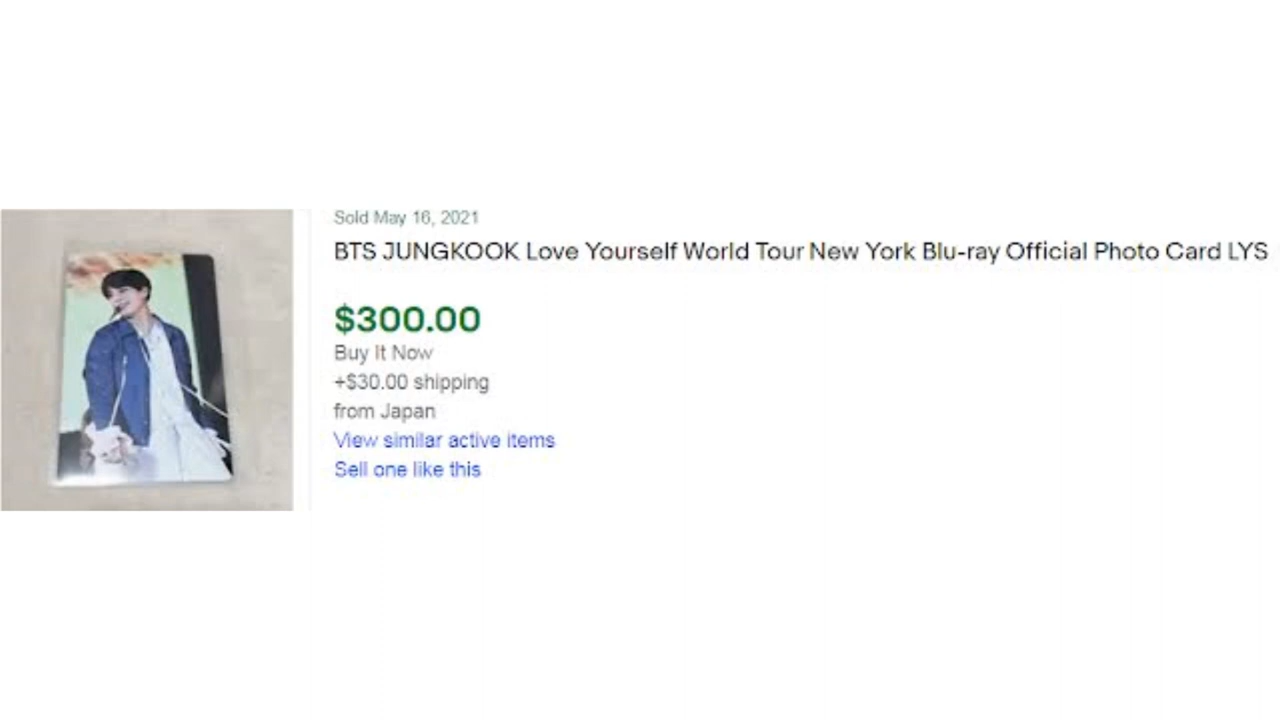 Sold May 16, 2021
BTS JUNGKOOK Love Yourself World Tour New York Blu-ray Official Photo Card LYS
$300.00
Buy It Now
+$30.00 shipping
from Japan
View similar active items
Sell one like this